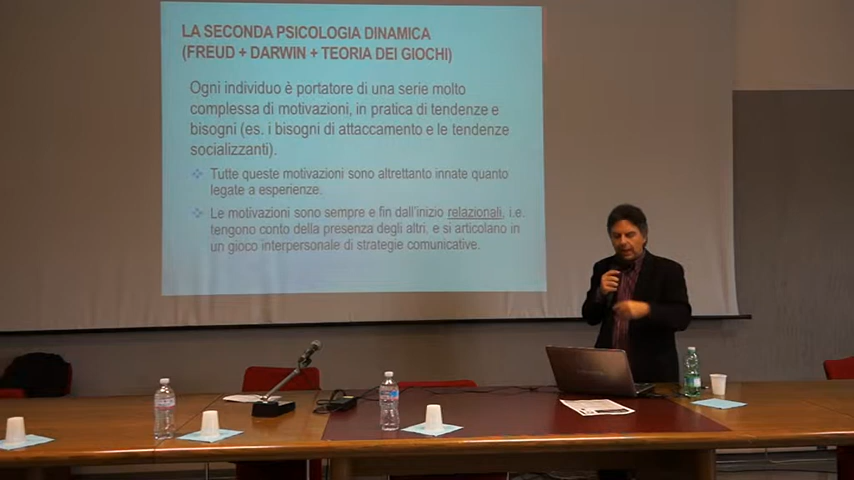 LA SECONDA PSICOLOGIA DINAMICA
(FREUD + DARWIN + TEORIA DEI GIOCHI)
Ogni individuo è portatore di una serie molto
complessa di motivazioni, in pratica di tendenze e
bisogni (es. i bisogni di attaccamento e le tendenze
socializzanti).
Tutte queste motivazioni sono altrettanto innate quanto
legate a esperienze.
Le motivazioni sono sempre e fin dall'inizio relazionali, i.e.
tengono conto della presenza degli altri, e si articolano in
un gioco interpersonale di strategie comunicative.